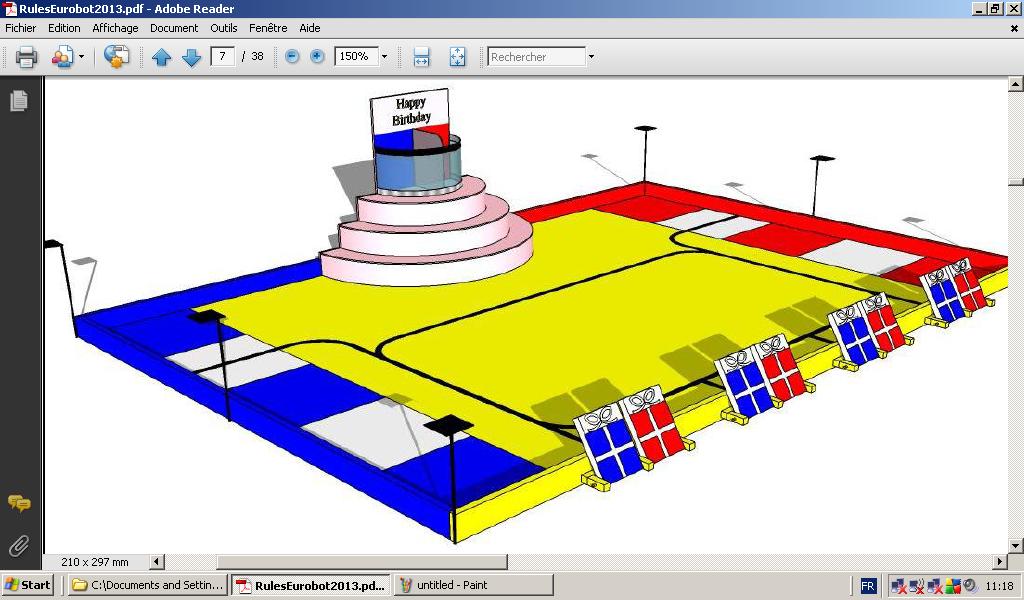 RulesEurobot2013.pdf - Adobe Reader
Fichier Edition Affichage Document Outils Fenêtre Aide
7 / 38 150% Rechercher
Happy
Birthday
210 x 297 mm
Start C:\Documents and Settin... RulesEurobot2013.pd... untitled - Paint FR 11:18